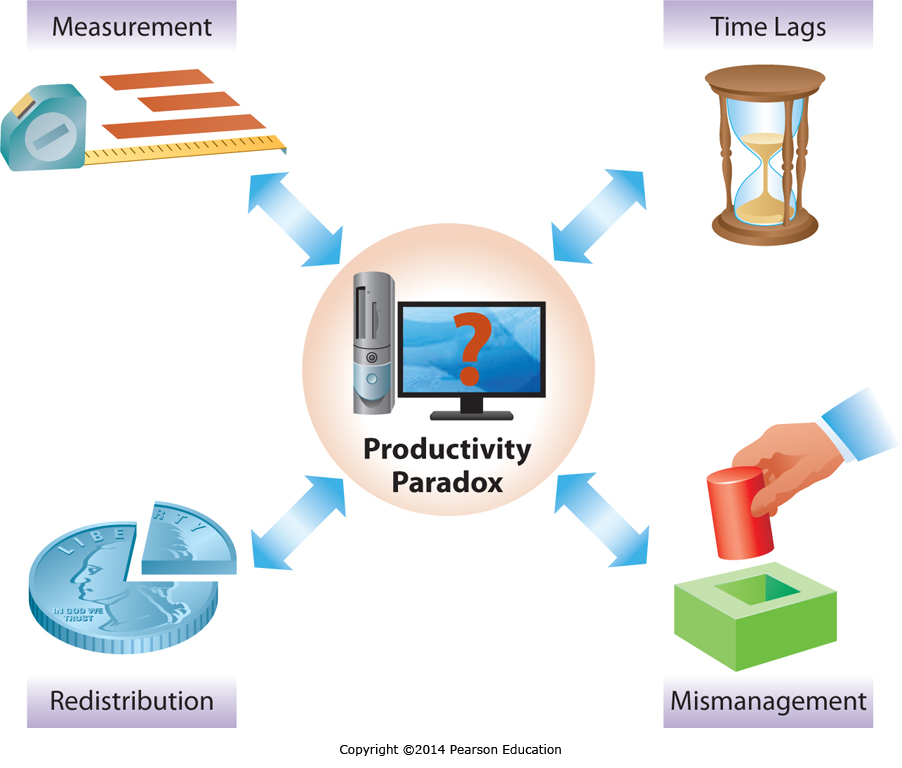 Measurement
Time Lags
?
Productivity
Paradox
LIBE
RTY
IN GOD WE
TRUST
Redistribution
Mismanagement
Copyright ©2014 Pearson Education